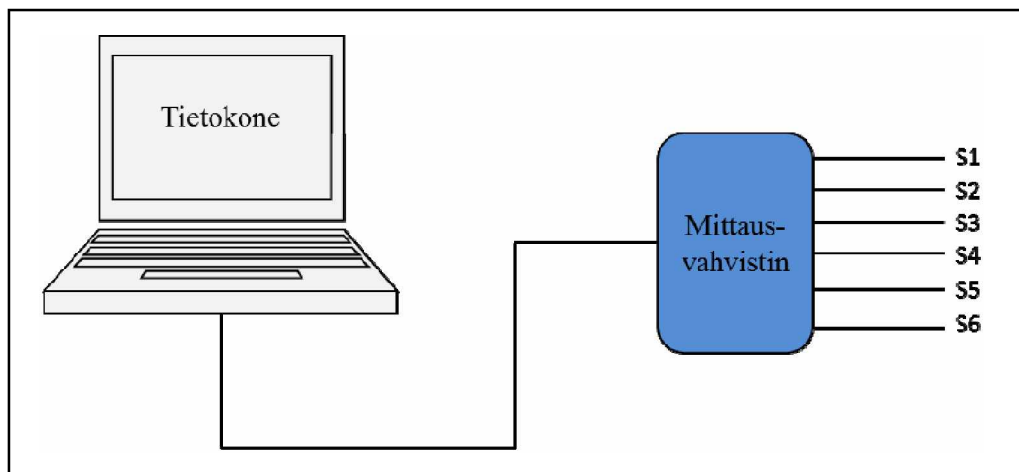 Tietokone
Mittaus-
vahvistin
S1
S2
S3
S4
S5
S6